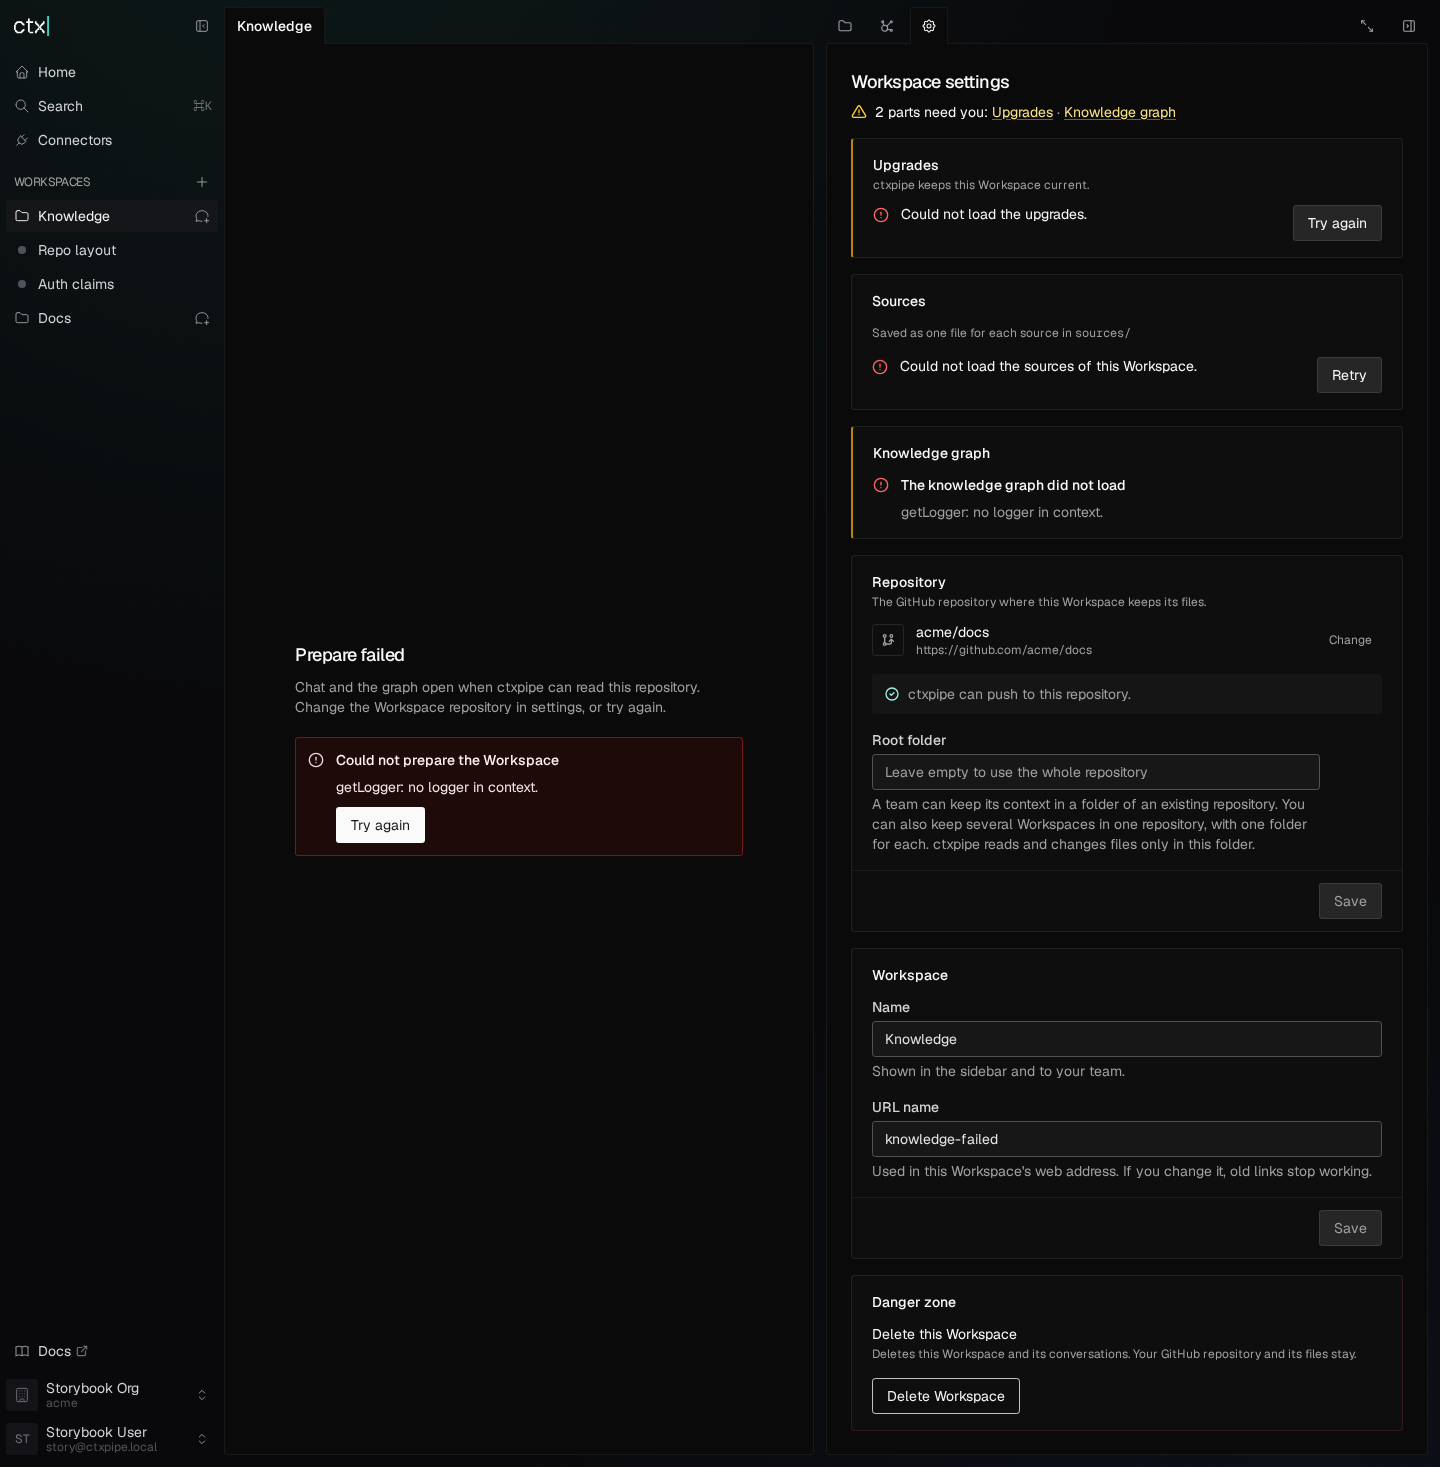 ctx
Home
Search ⌘K
Connectors
WORKSPACES
Knowledge
Repo layout
Auth claims
Docs
Docs
Storybook Org
acme
ST
Storybook User
story@ctxpipe.local
Knowledge
Prepare failed
Chat and the graph open when ctxpipe can read this repository.
Change the Workspace repository in settings, or try again.
Could not prepare the Workspace
getLogger: no logger in context.
Try again
Workspace settings
2 parts need you: Upgrades · Knowledge graph
Upgrades
ctxpipe keeps this Workspace current.
Could not load the upgrades.
Try again
Sources
Saved as one file for each source in sources/
Could not load the sources of this Workspace.
Retry
Knowledge graph
The knowledge graph did not load
getLogger: no logger in context.
Repository
The GitHub repository where this Workspace keeps its files.
acme/docs
https://github.com/acme/docs
Change
ctxpipe can push to this repository.
Root folder
Leave empty to use the whole repository
A team can keep its context in a folder of an existing repository. You
can also keep several Workspaces in one repository, with one folder
for each. ctxpipe reads and changes files only in this folder.
Save
Workspace
Name
Knowledge
Shown in the sidebar and to your team.
URL name
knowledge-failed
Used in this Workspace's web address. If you change it, old links stop working.
Save
Danger zone
Delete this Workspace
Deletes this Workspace and its conversations. Your GitHub repository and its files stay.
Delete Workspace